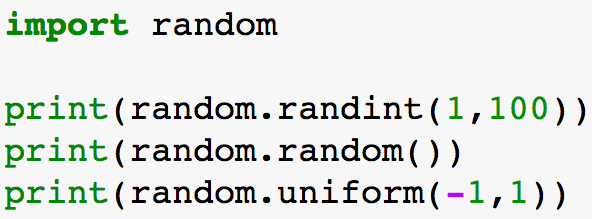 import random
print(random.randint(1,100))
print(random.random())
print(random.uniform(-1,1))